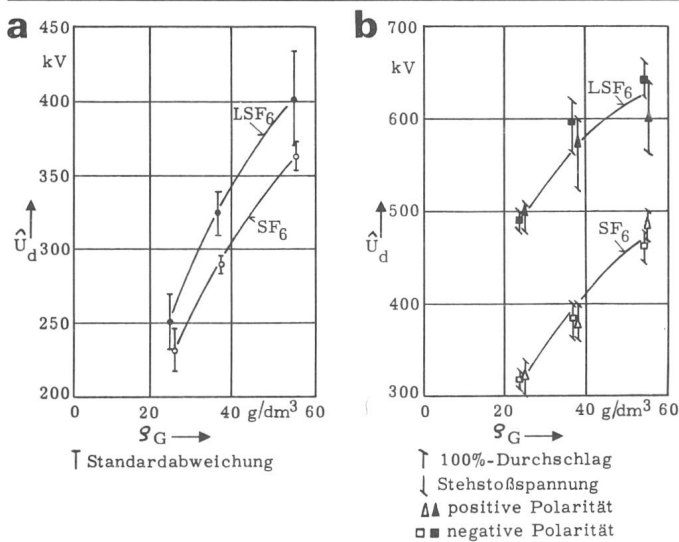 a
450
kV
400
350
Û_d
300
250
200
LSF₆
SF₆
0
20
40
g/dm³
60
ϱ_G
Standardabweichung
b
700
kV
600
500
Û_d
400
300
LSF₆
SF₆
0
20
40
g/dm³
60
ϱ_G
100%-Durchschlag
Stehstoßspannung
positive Polarität
negative Polarität